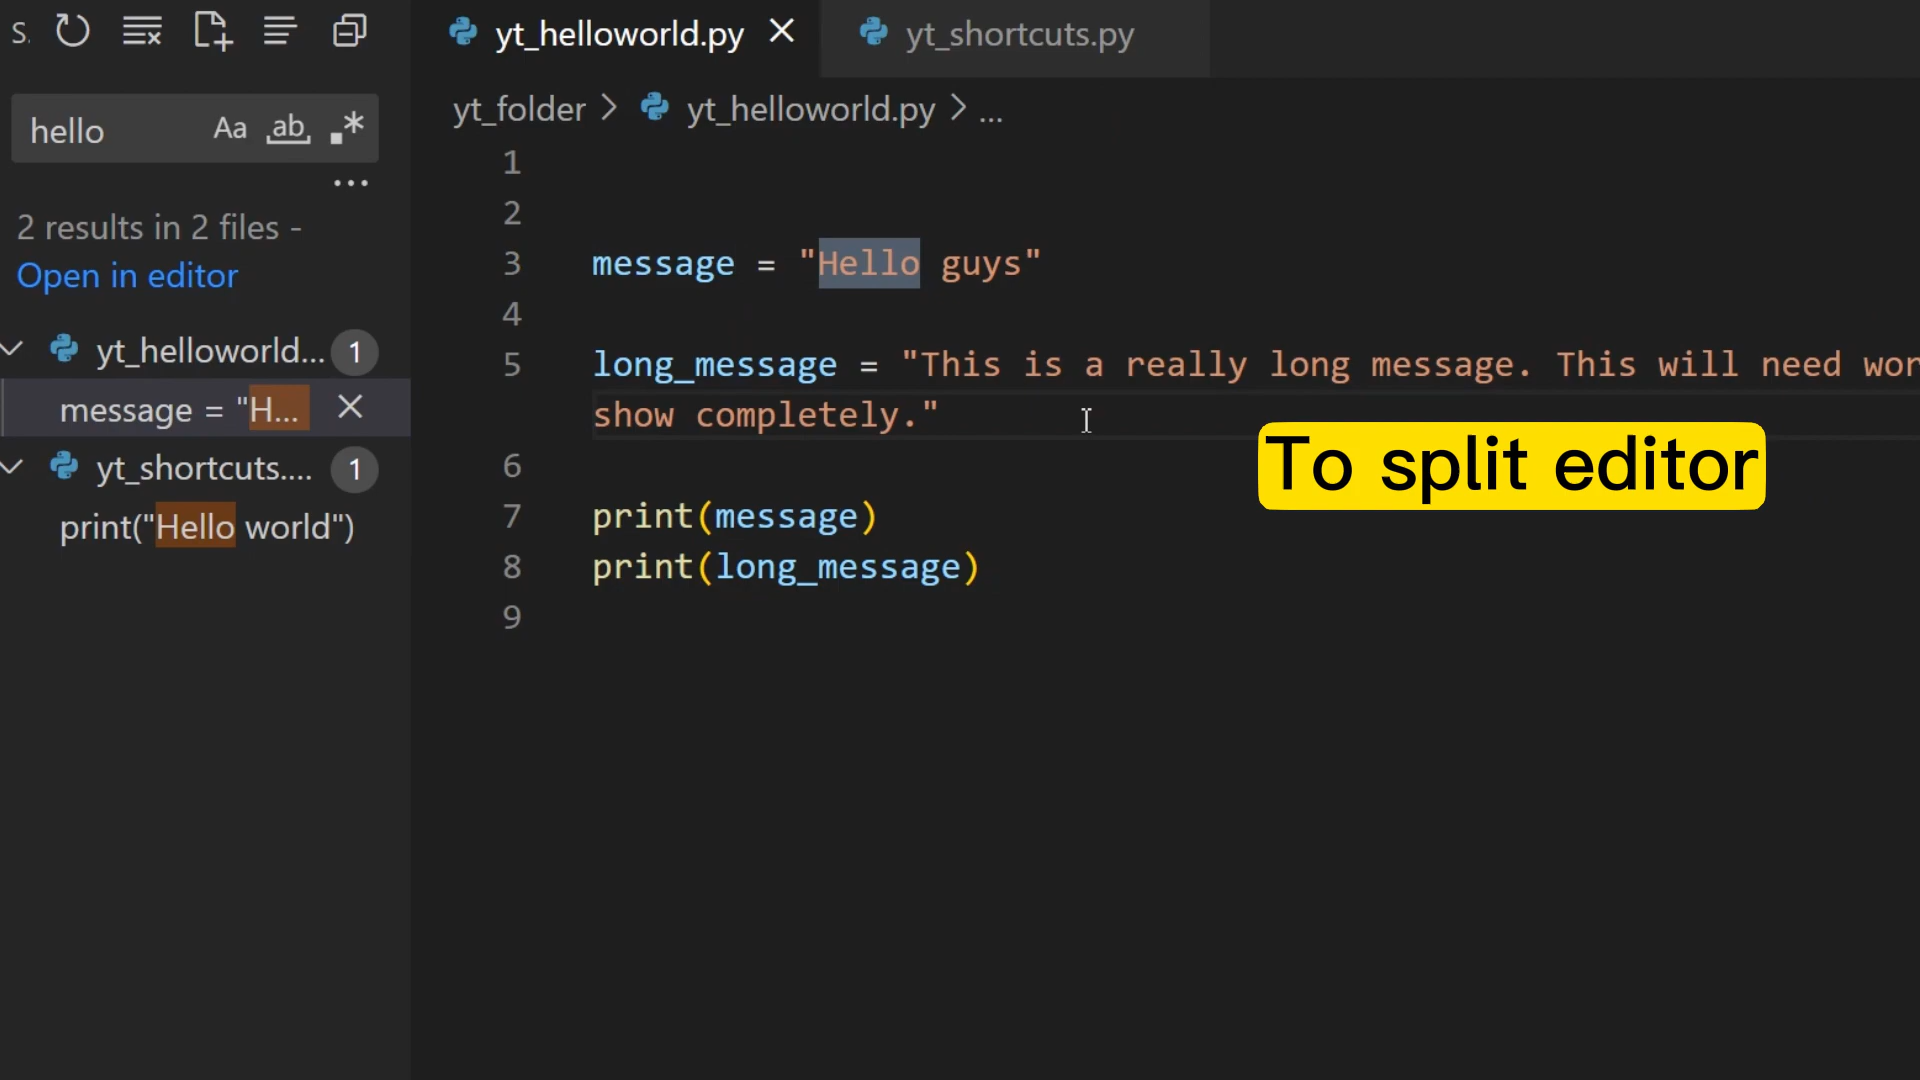 S.
yt_helloworld.py
yt_shortcuts.py
hello Aa ab .*
...
yt_folder > yt_helloworld.py > ...
2 results in 2 files -
Open in editor
yt_helloworld... 1
message = "H...
yt_shortcuts.... 1
print("Hello world")
1
2
3 message = "Hello guys"
4
5 long_message = "This is a really long message. This will need wor
show completely."
6
7 print(message)
8 print(long_message)
9
To split editor